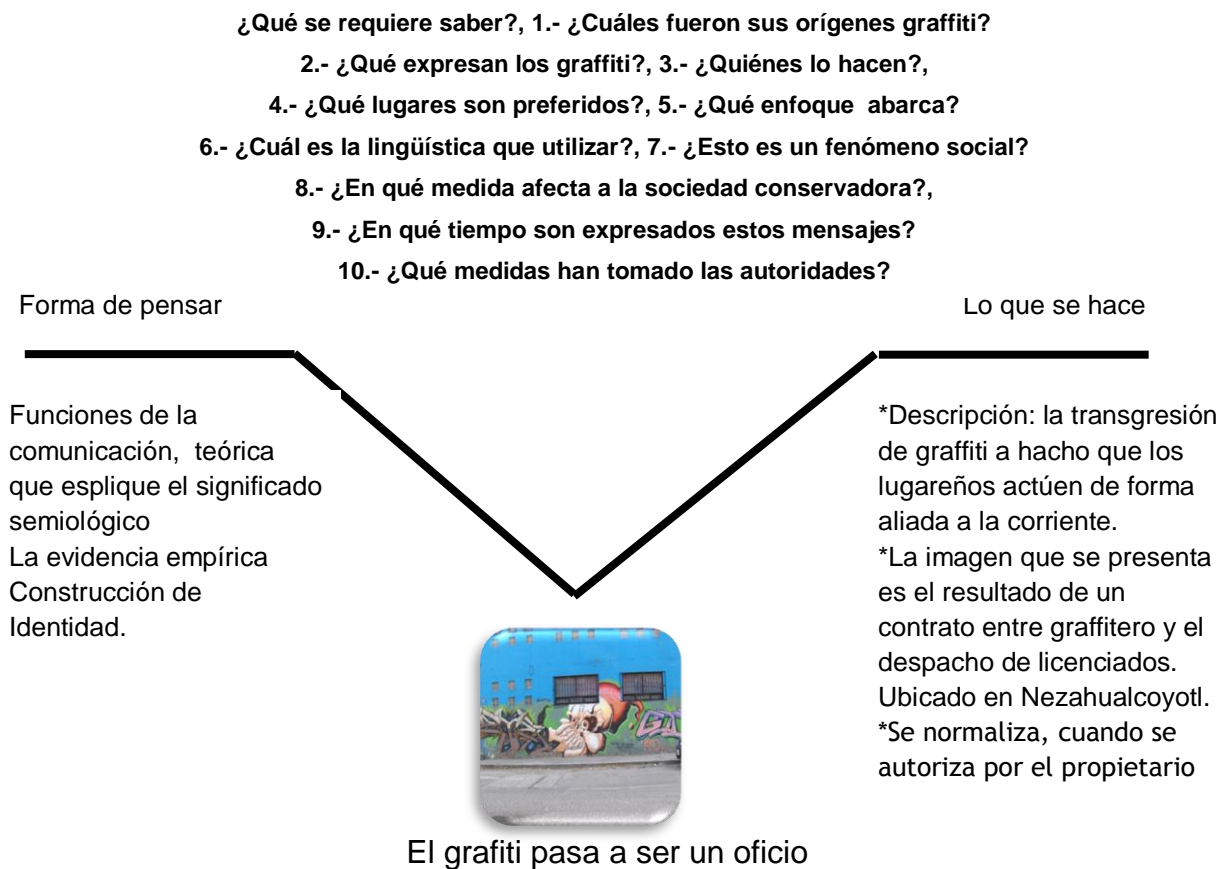 ¿Qué se requiere saber?, 1.- ¿Cuáles fueron sus orígenes graffiti?
2.- ¿Qué expresan los graffiti?, 3.- ¿Quiénes lo hacen?,
4.- ¿Qué lugares son preferidos?, 5.- ¿Qué enfoque  abarca?
6.- ¿Cuál es la lingüística que utilizar?, 7.- ¿Esto es un fenómeno social?
8.- ¿En qué medida afecta a la sociedad conservadora?,
9.- ¿En qué tiempo son expresados estos mensajes?
10.- ¿Qué medidas han tomado las autoridades?
Forma de pensar
Lo que se hace
Funciones de la
comunicación,  teórica
que esplique el significado
semiológico
La evidencia empírica
Construcción de
Identidad.
*Descripción: la transgresión
de graffiti a hacho que los
lugareños actúen de forma
aliada a la corriente.
*La imagen que se presenta
es el resultado de un
contrato entre graffitero y el
despacho de licenciados.
Ubicado en Nezahualcoyotl.
*Se normaliza, cuando se
autoriza por el propietario
El grafiti pasa a ser un oficio